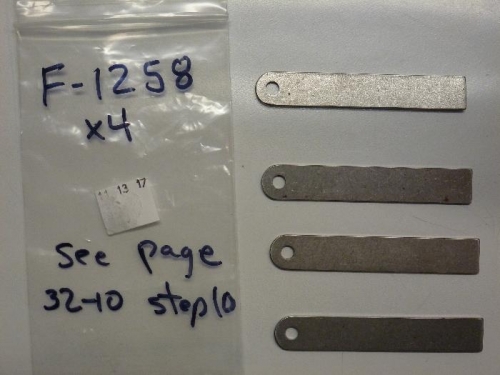 F-1258
x4
11 13 17
See page
32-10 step 10